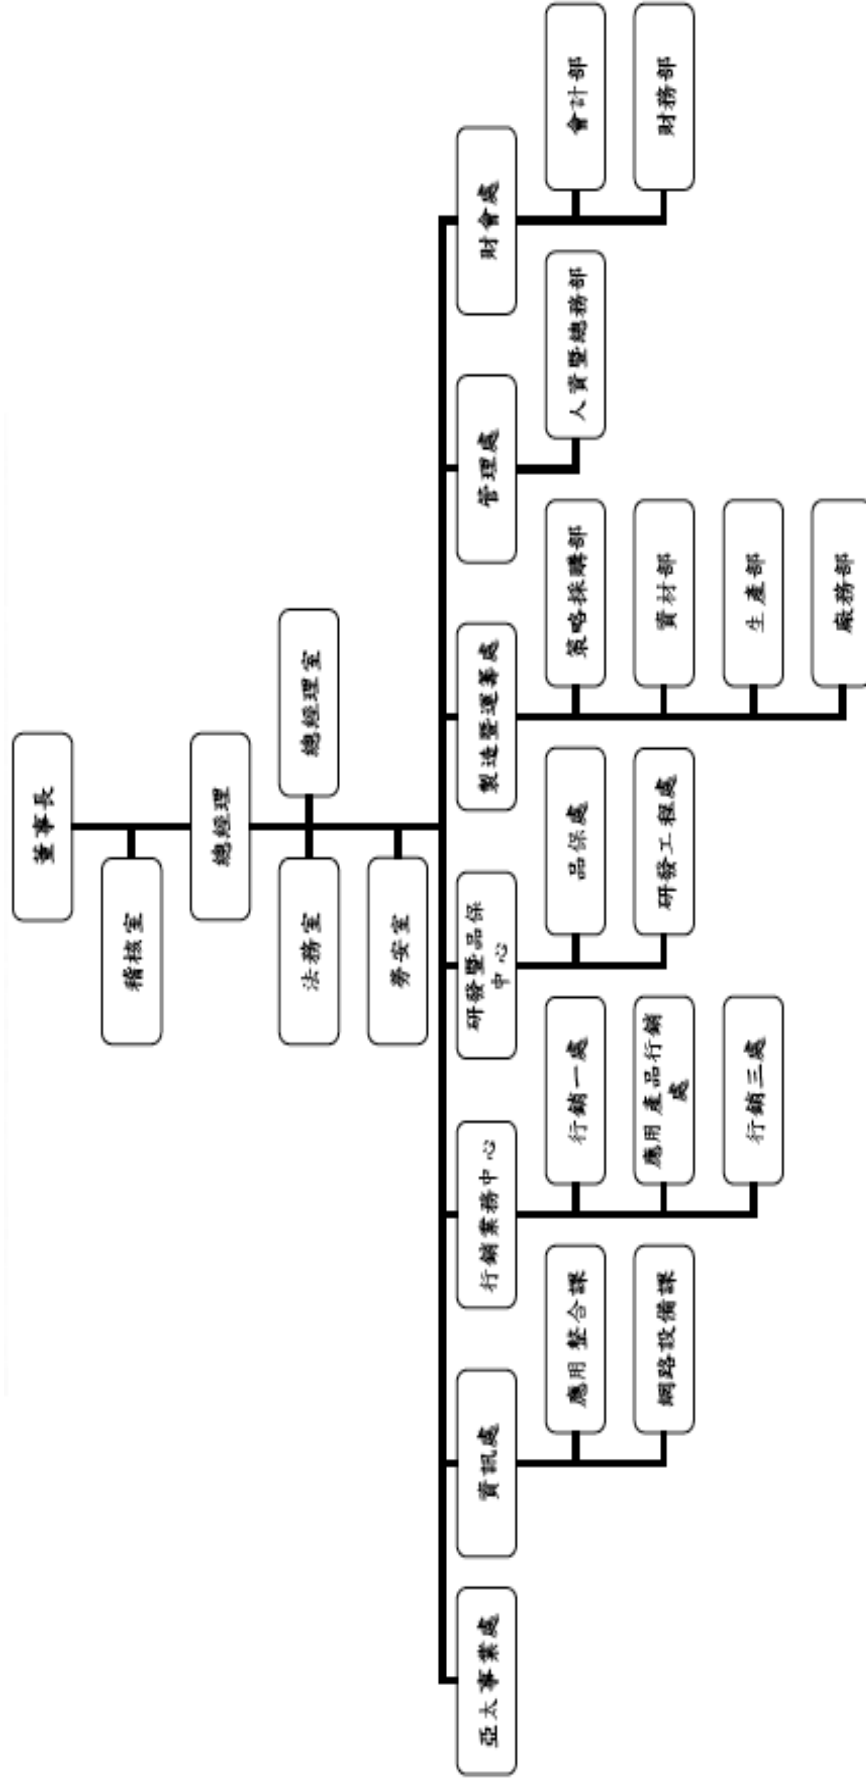 董事長
稽核室
總經理
法務室
總經理室
勞安室
亞太事業處
資訊處
應用整合課
網路設備課
行銷業務中心
行銷一處
應用產品行銷
處
行銷三處
研發暨品保
中心
品保處
研發工程處
製造暨運籌處
策略採購部
資材部
生產部
廠務部
管理處
人資暨總務部
財會處
會計部
財務部